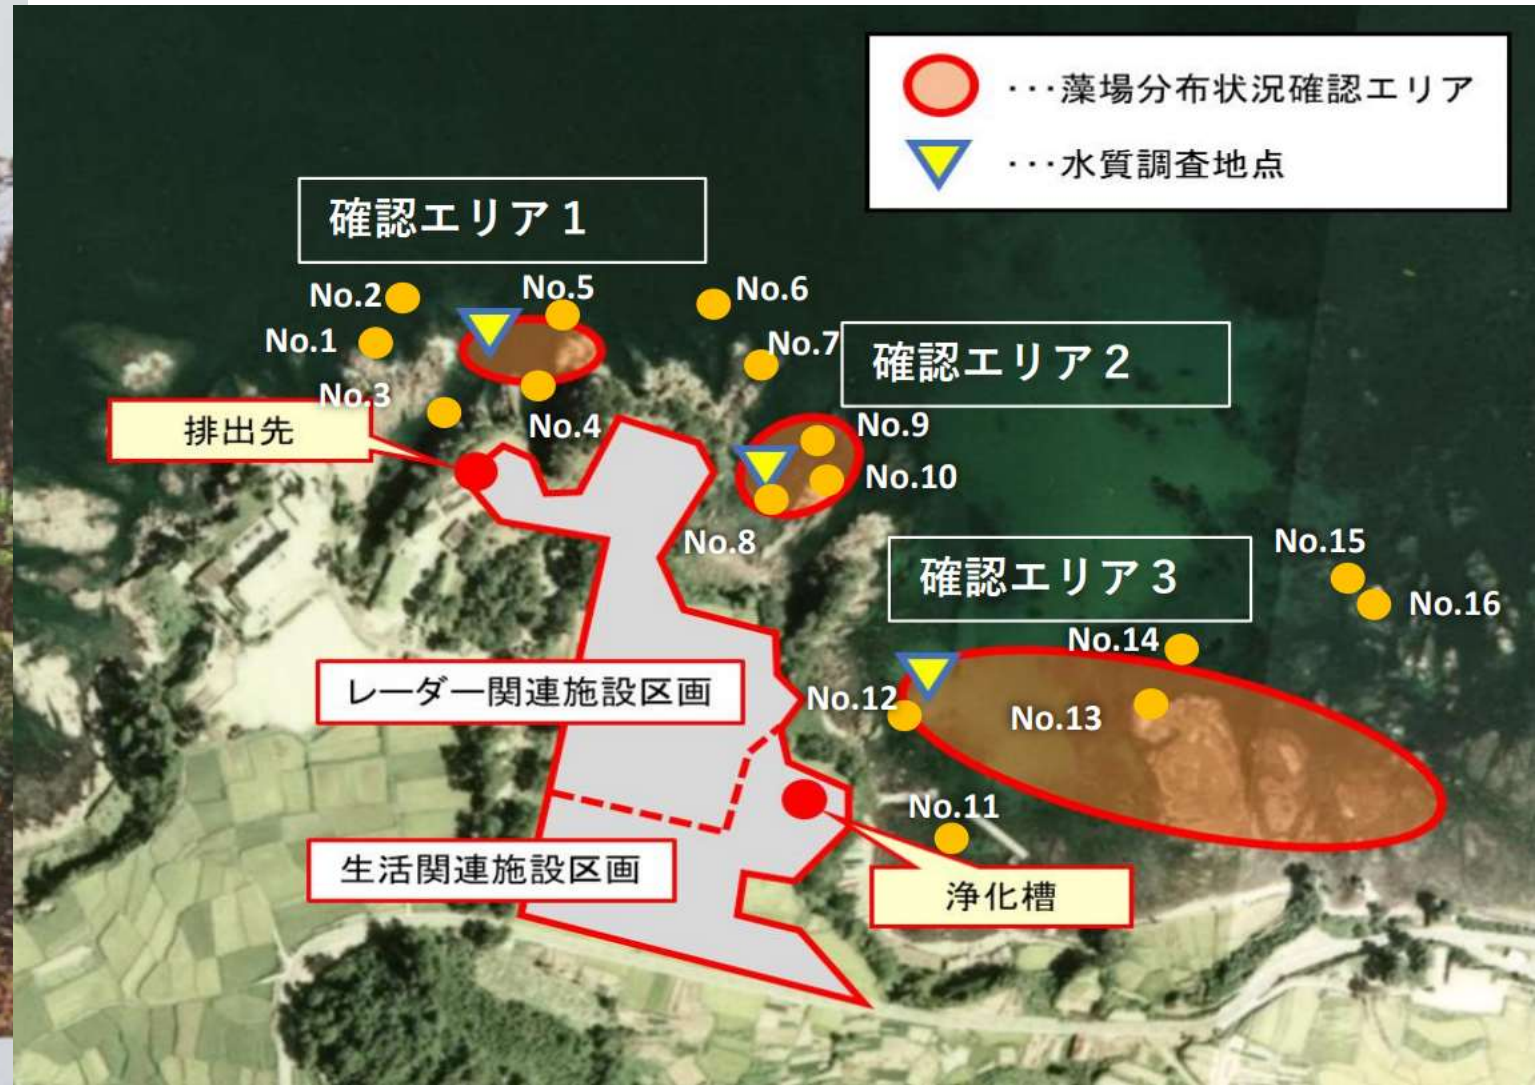 ･･･藻場分布状況確認エリア
･･･水質調査地点
確認エリア１
No.2
No.5
No.6
No.1
No.7
確認エリア２
No.3
排出先
No.4
No.9
No.10
No.8
確認エリア３
No.15
No.16
No.14
レーダー関連施設区画
No.12
No.13
No.11
生活関連施設区画
浄化槽